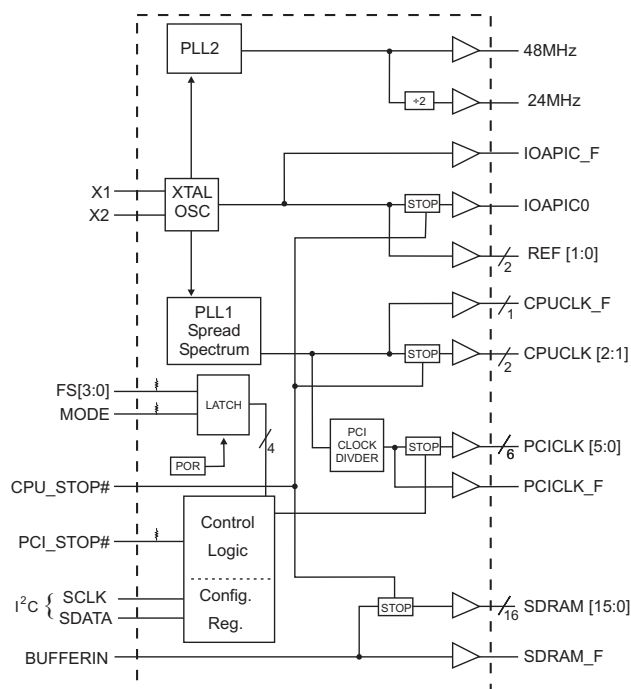 PLL2
48MHz
÷2
24MHz
IOAPIC_F
X1
X2
XTAL
OSC
STOP
IOAPIC0
REF [1:0]
2
PLL1
Spread
Spectrum
CPUCLK_F
1
STOP
CPUCLK [2:1]
2
FS[3:0]
MODE
LATCH
4
POR
PCI
CLOCK
DIVDER
STOP
PCICLK [5:0]
6
PCICLK_F
CPU_STOP#
PCI_STOP#
Control
Logic
Config.
Reg.
I²C { SCLK
SDATA
STOP
SDRAM [15:0]
16
BUFFERIN
SDRAM_F